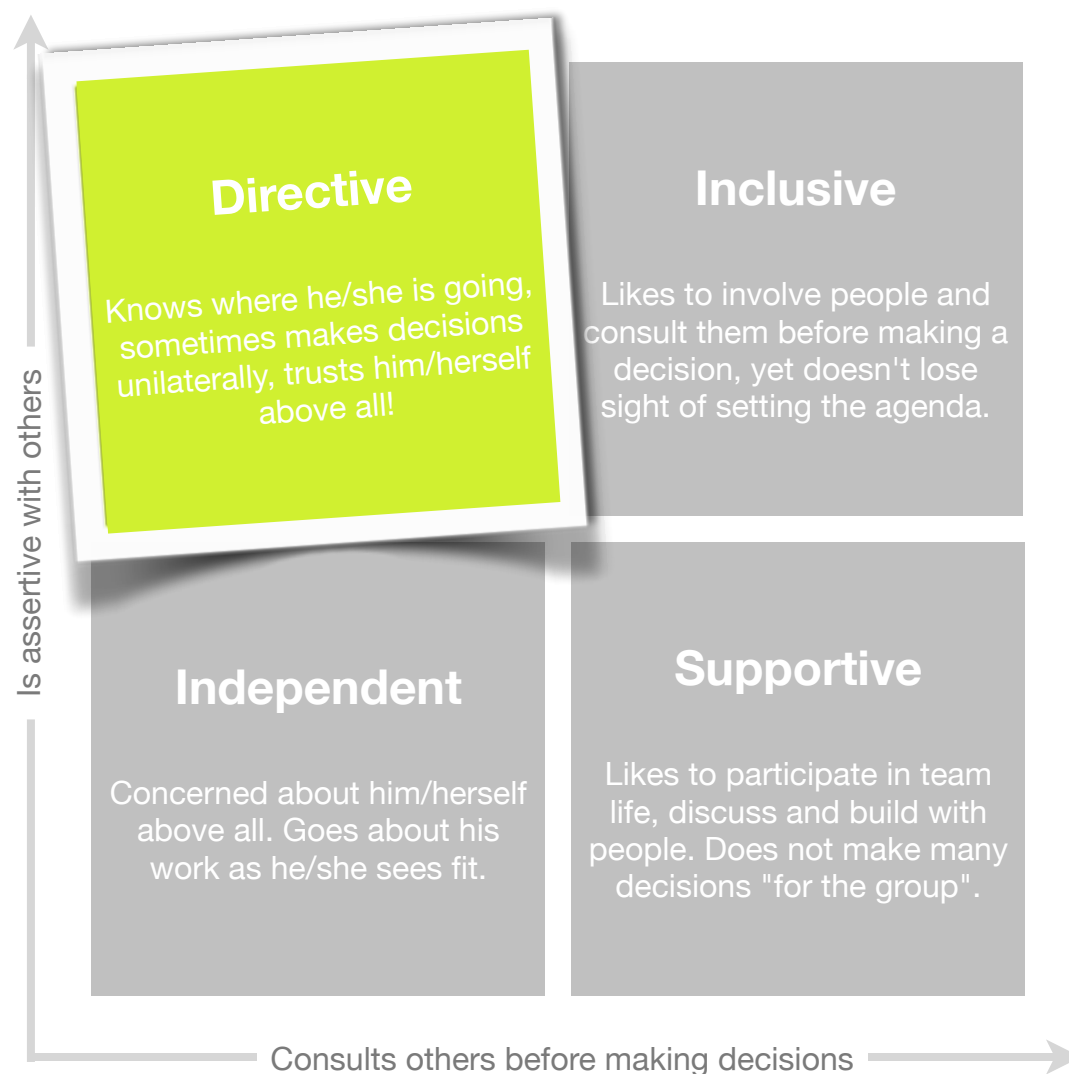 Directive
Knows where he/she is going,
sometimes makes decisions
unilaterally, trusts him/herself
above all!
Inclusive
Likes to involve people and
consult them before making a
decision, yet doesn't lose
sight of setting the agenda.
Is assertive with others
Independent
Concerned about him/herself
above all. Goes about his
work as he/she sees fit.
Supportive
Likes to participate in team
life, discuss and build with
people. Does not make many
decisions "for the group".
Consults others before making decisions